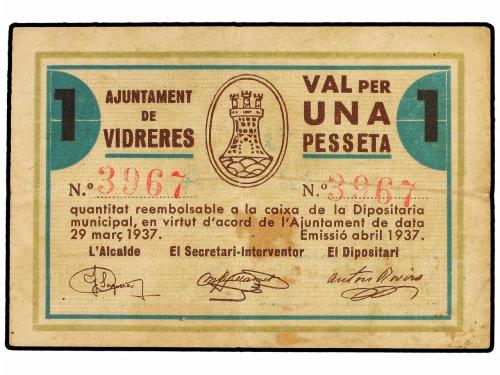 1
AJUNTAMENT
DE
VIDRERES
VAL PER
UNA
PESSETA
1
N.º 3967
N.º 3967
quantitat reemborsable a la caixa de la Dipositaria
municipal, en virtut d'acord de l'Ajuntament de data
29 març 1937. Emissió abril 1937.
L'Alcalde El Secretari-Interventor El Dipositari